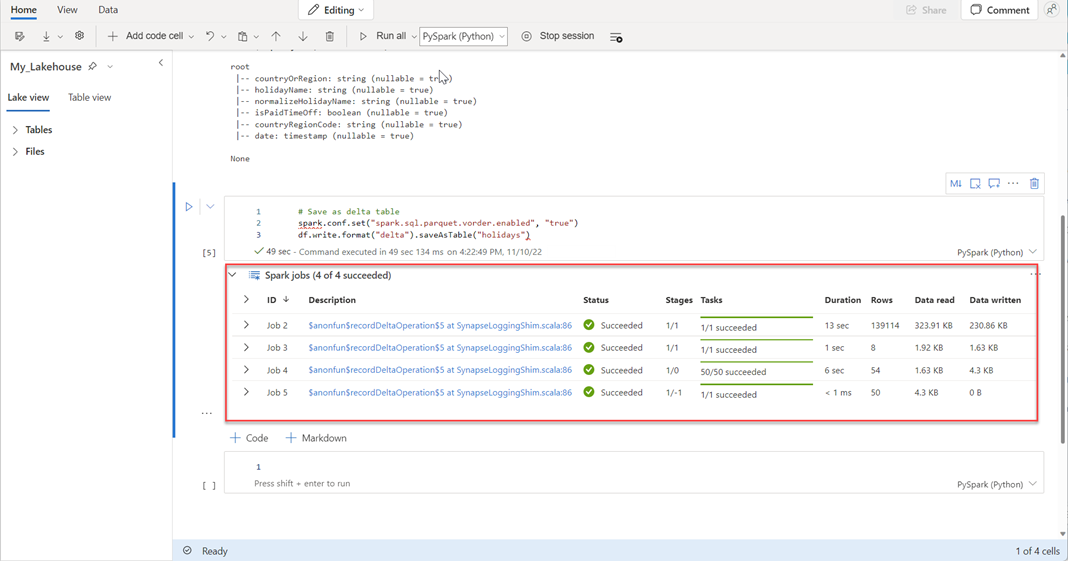 Home View Data Editing Share Comment
Add code cell Run all PySpark (Python) Stop session
My_Lakehouse
Lake view Table view
Tables
Files
root
|-- countryOrRegion: string (nullable = true)
|-- holidayName: string (nullable = true)
|-- normalizeHolidayName: string (nullable = true)
|-- isPaidTimeOff: boolean (nullable = true)
|-- countryRegionCode: string (nullable = true)
|-- date: timestamp (nullable = true)
None
M↓ ...
1 # Save as delta table
2 spark.conf.set("spark.sql.parquet.vorder.enabled", "true")
3 df.write.format("delta").saveAsTable("holidays")
[5] 49 sec - Command executed in 49 sec 134 ms on 4:22:49 PM, 11/10/22 PySpark (Python)
Spark jobs (4 of 4 succeeded) ...
ID ↓ Description Status Stages Tasks Duration Rows Data read Data written
Job 2 $anonfun$recordDeltaOperation$5 at SynapseLoggingShim.scala:86 Succeeded 1/1 1/1 succeeded 13 sec 139114 323.91 KB 230.86 KB
Job 3 $anonfun$recordDeltaOperation$5 at SynapseLoggingShim.scala:86 Succeeded 1/1 1/1 succeeded 1 sec 8 1.92 KB 1.63 KB
Job 4 $anonfun$recordDeltaOperation$5 at SynapseLoggingShim.scala:86 Succeeded 1/0 50/50 succeeded 6 sec 54 1.63 KB 4.3 KB
Job 5 $anonfun$recordDeltaOperation$5 at SynapseLoggingShim.scala:86 Succeeded 1/-1 1/1 succeeded < 1 ms 50 4.3 KB 0 B
...
+ Code + Markdown
1
[ ] Press shift + enter to run PySpark (Python)
Ready 1 of 4 cells